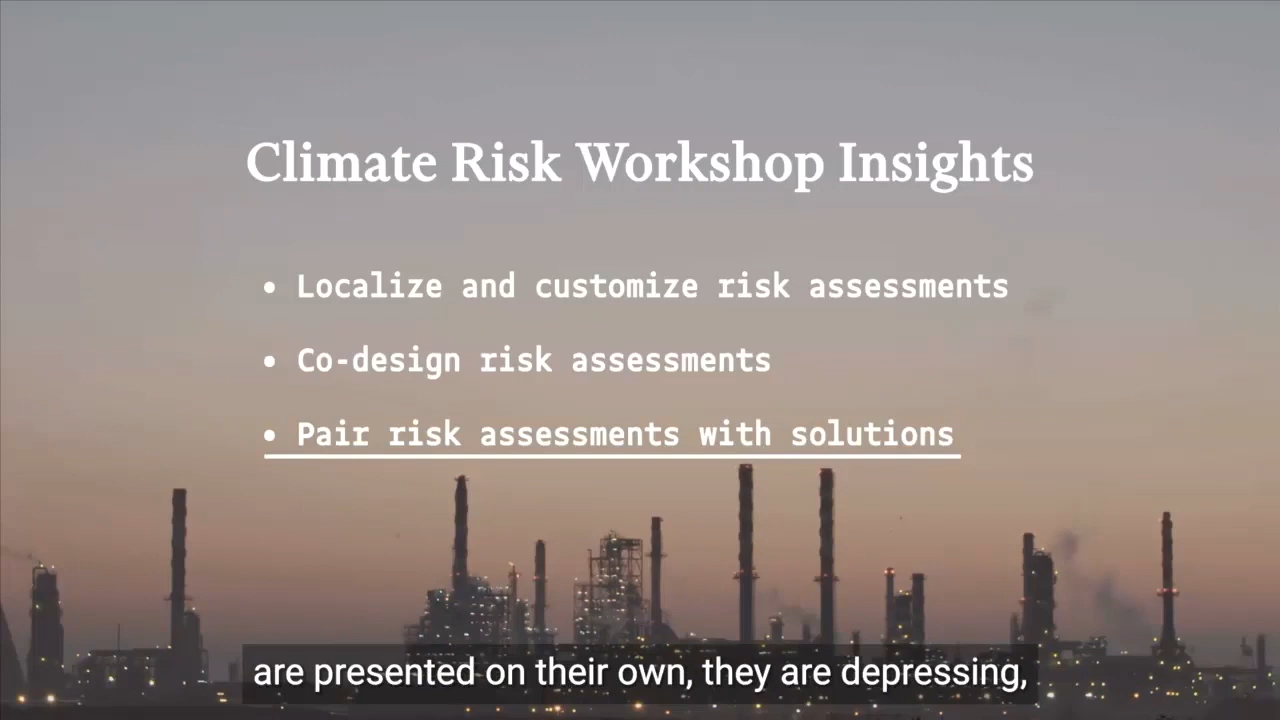 Climate Risk Workshop Insights
• Localize and customize risk assessments
• Co-design risk assessments
• Pair risk assessments with solutions
are presented on their own, they are depressing,